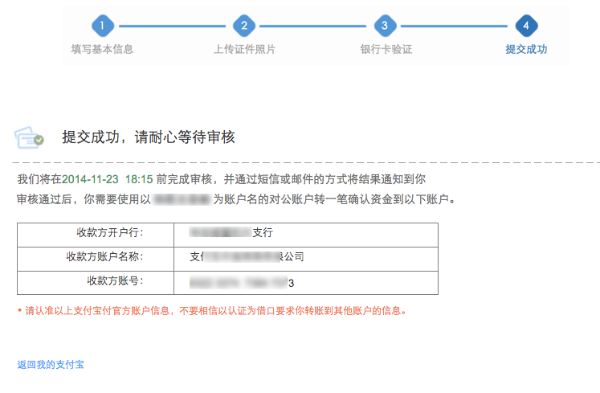 1 2 3 4
填写基本信息 上传证件照片 银行卡验证 提交成功
提交成功，请耐心等待审核
我们将在2014-11-23 18:15 前完成审核，并通过短信或邮件的方式将结果通知到你
审核通过后，你需要使用以 为账户名的对公账户转一笔确认资金到以下账户。
收款方开户行： 支行
收款方账户名称： 支 公司
收款方账号： 3
* 请认准以上支付宝付官方账户信息，不要相信以认证为借口要求你转账到其他账户的信息。
返回我的支付宝